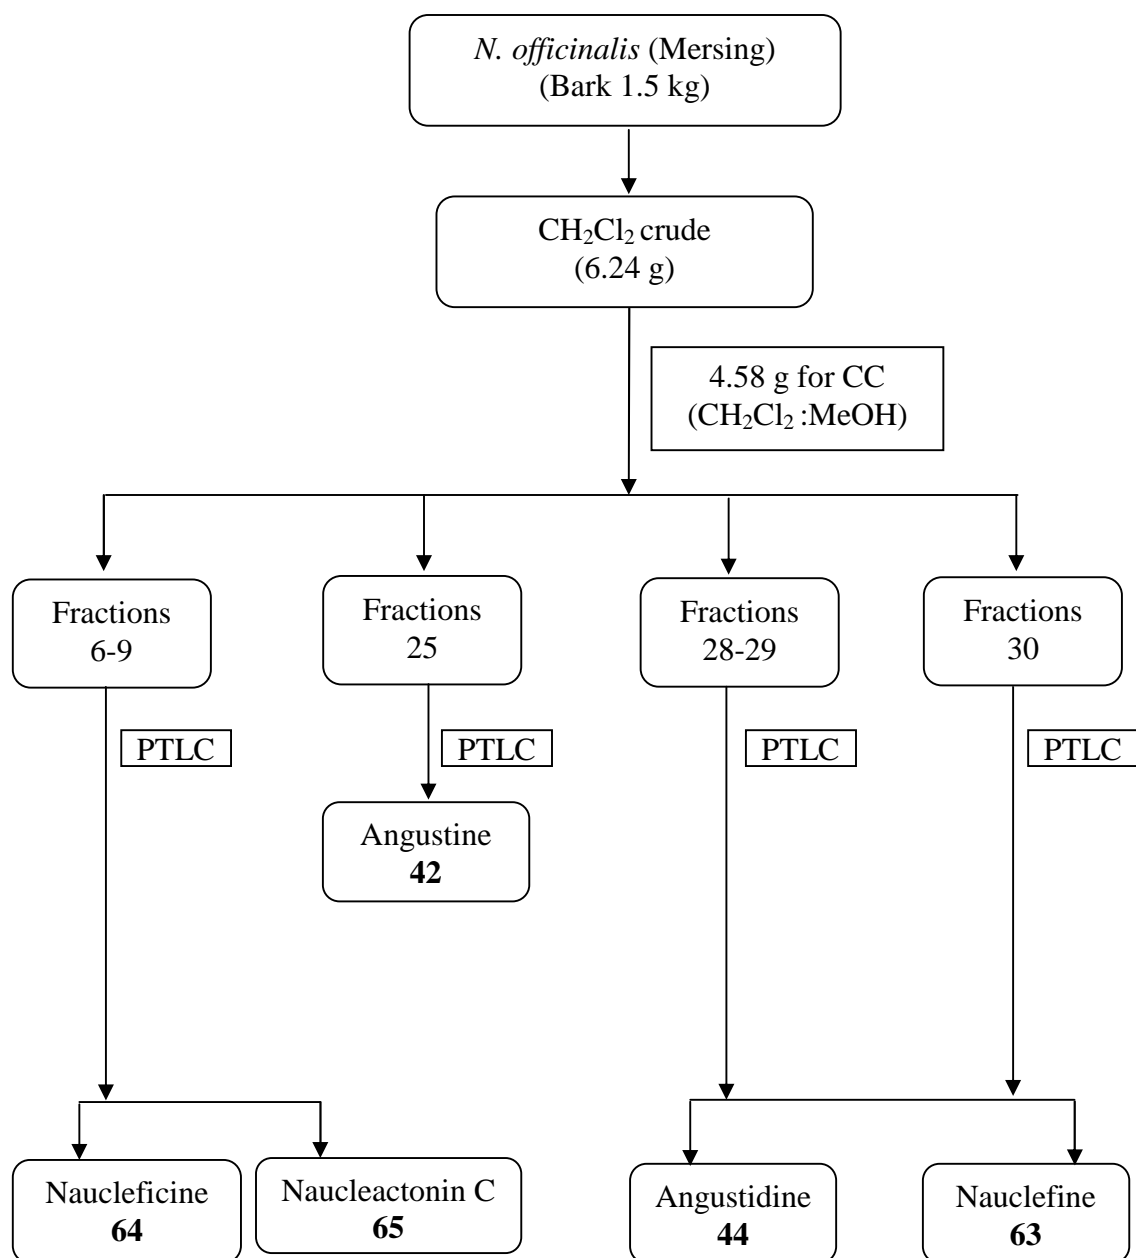 N. officinalis (Mersing)
(Bark 1.5 kg)
CH₂Cl₂ crude
(6.24 g)
4.58 g for CC
(CH₂Cl₂ :MeOH)
Fractions
6-9
Fractions
25
Fractions
28-29
Fractions
30
PTLC
PTLC
PTLC
PTLC
Angustine
42
Naucleficine
64
Naucleactonin C
65
Angustidine
44
Nauclefine
63